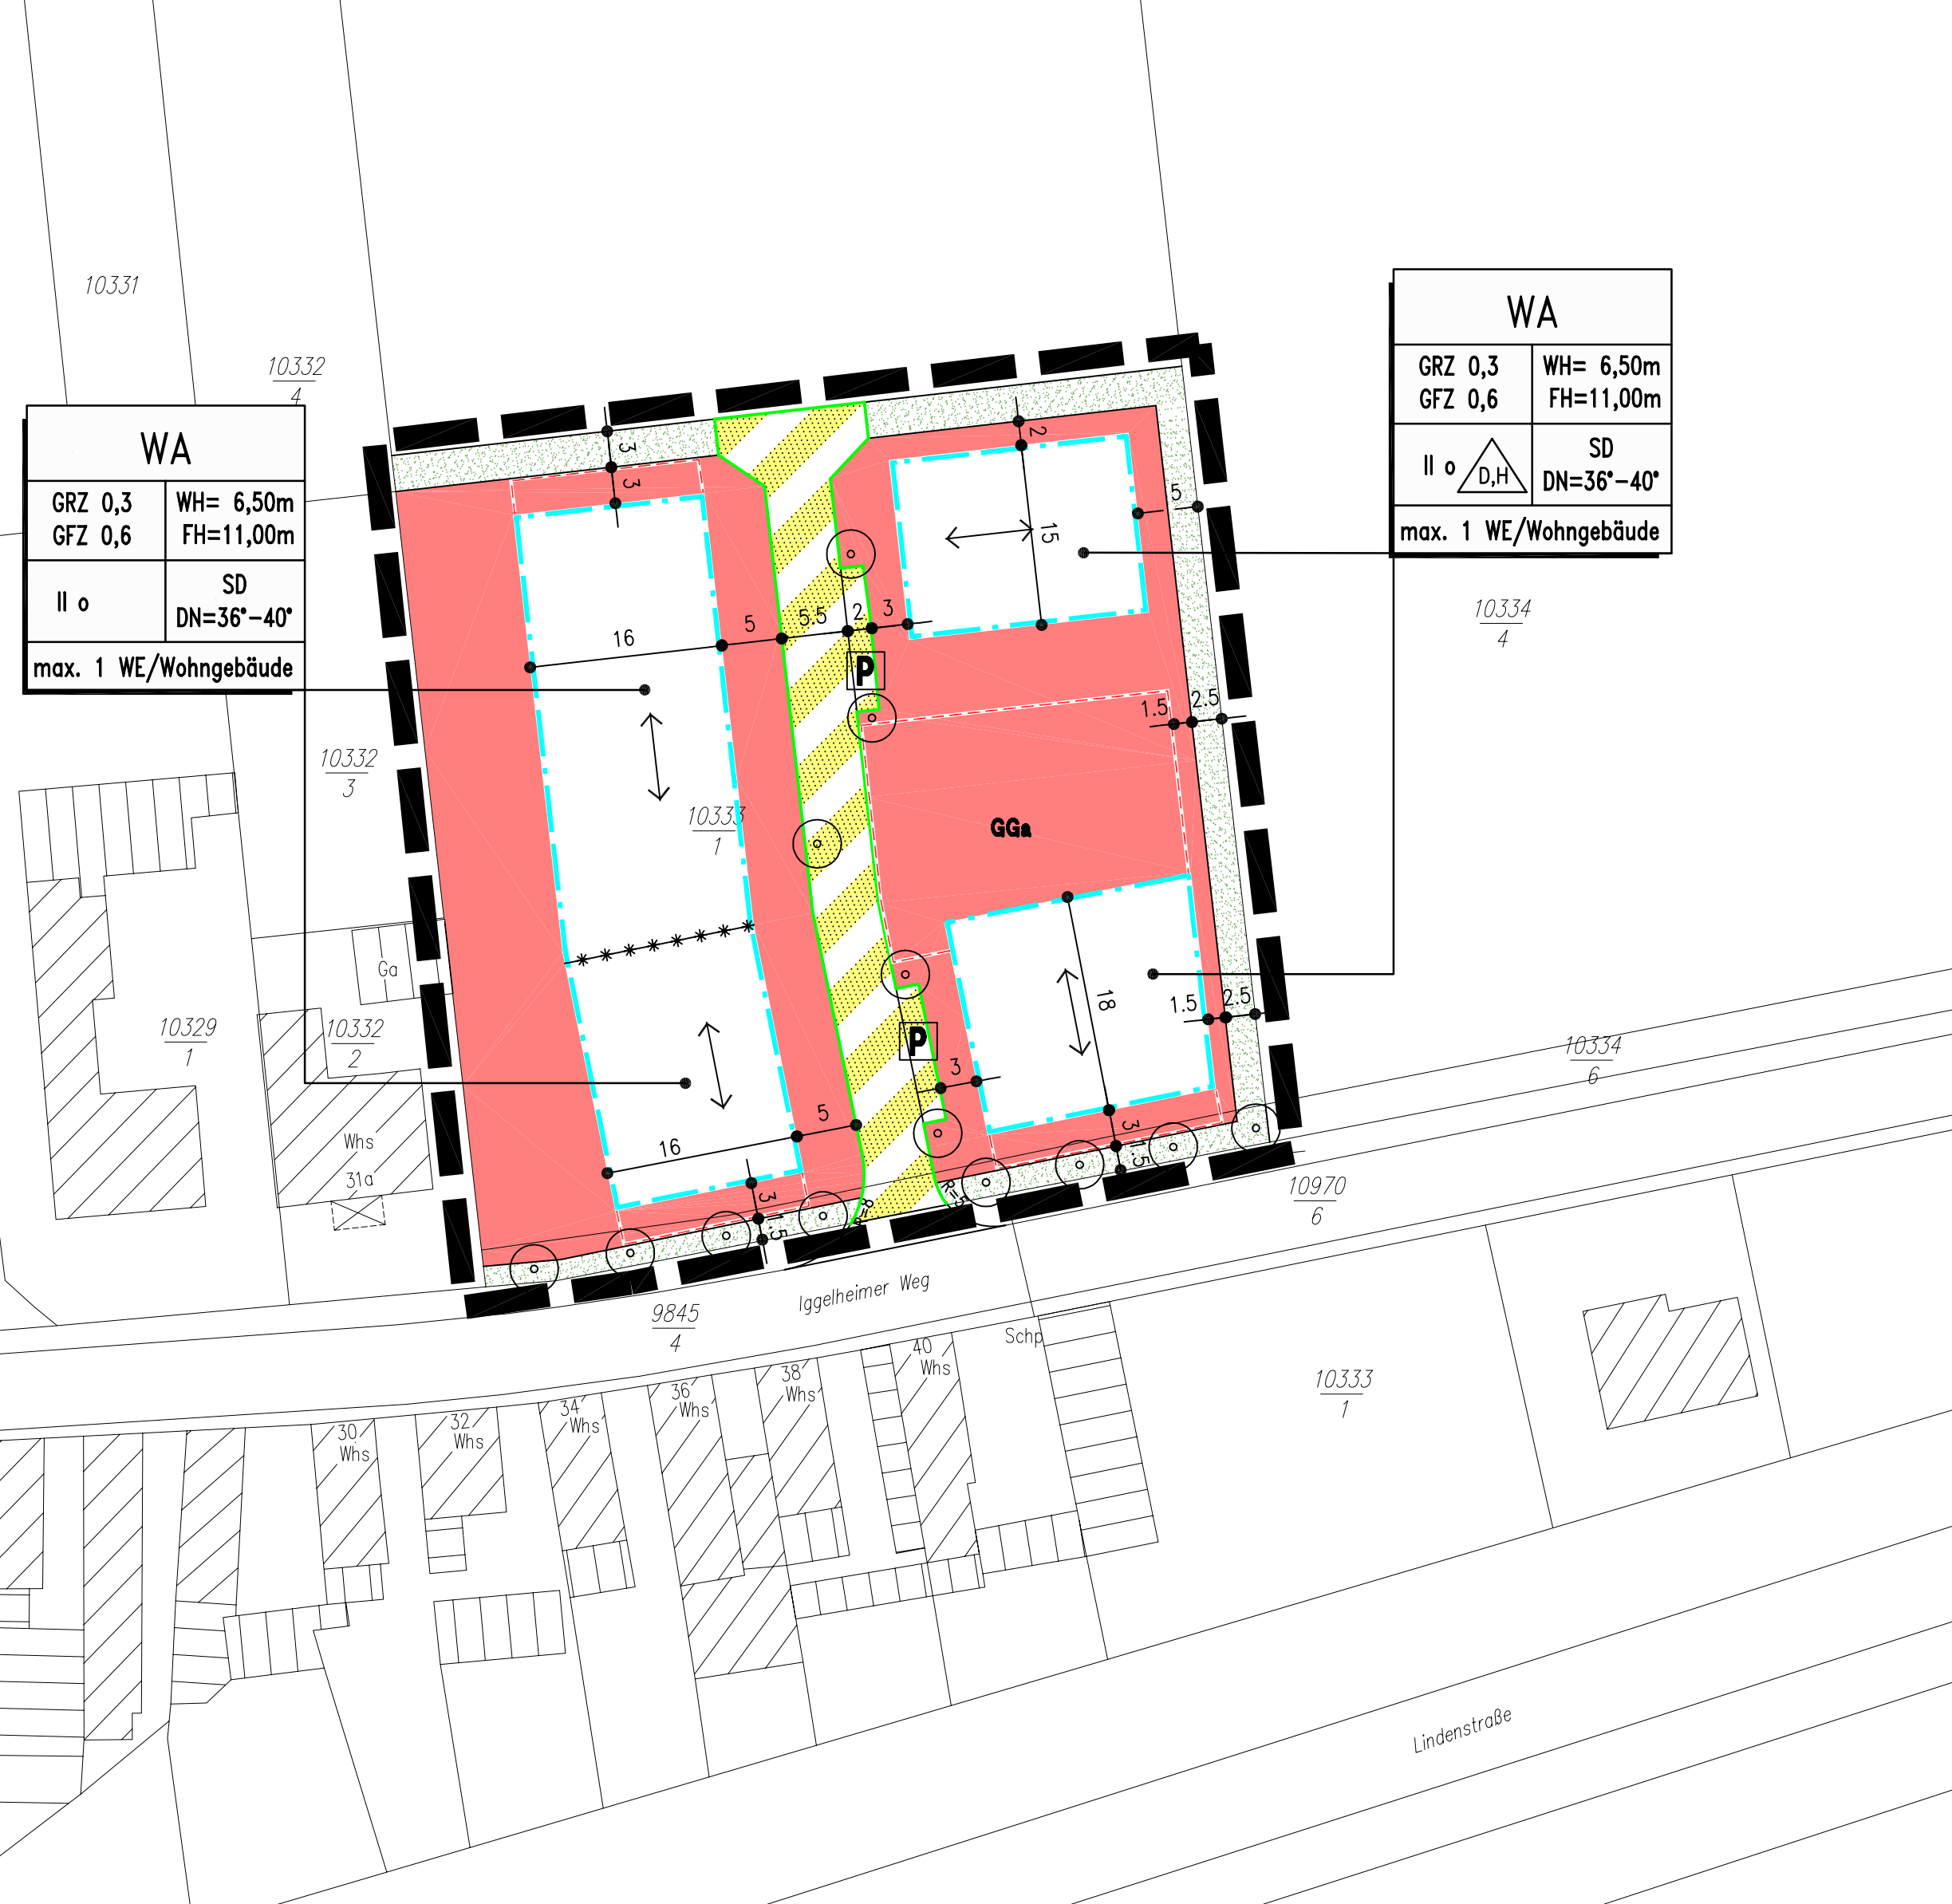 10331
10332
4
WA
GRZ 0,3
GFZ 0,6
WH= 6,50m
FH=11,00m
II o
D,H
SD
DN=36°-40°
max. 1 WE/Wohngebäude
WA
GRZ 0,3
GFZ 0,6
WH= 6,50m
FH=11,00m
II o
SD
DN=36°-40°
max. 1 WE/Wohngebäude
3
3
2
15
5
10334
4
16
5
5.5
2
3
P
1.5
2.5
10332
3
10333
1
GGa
Ga
10329
1
10332
2
Whs
31a
18
1.5
2.5
P
3
10334
6
16
5
3
1.5
3
1.5
R=5
10970
6
Iggelheimer Weg
9845
4
Schp
40
Whs
38
Whs
36
Whs
34
Whs
32
Whs
30
Whs
10333
1
Lindenstraße